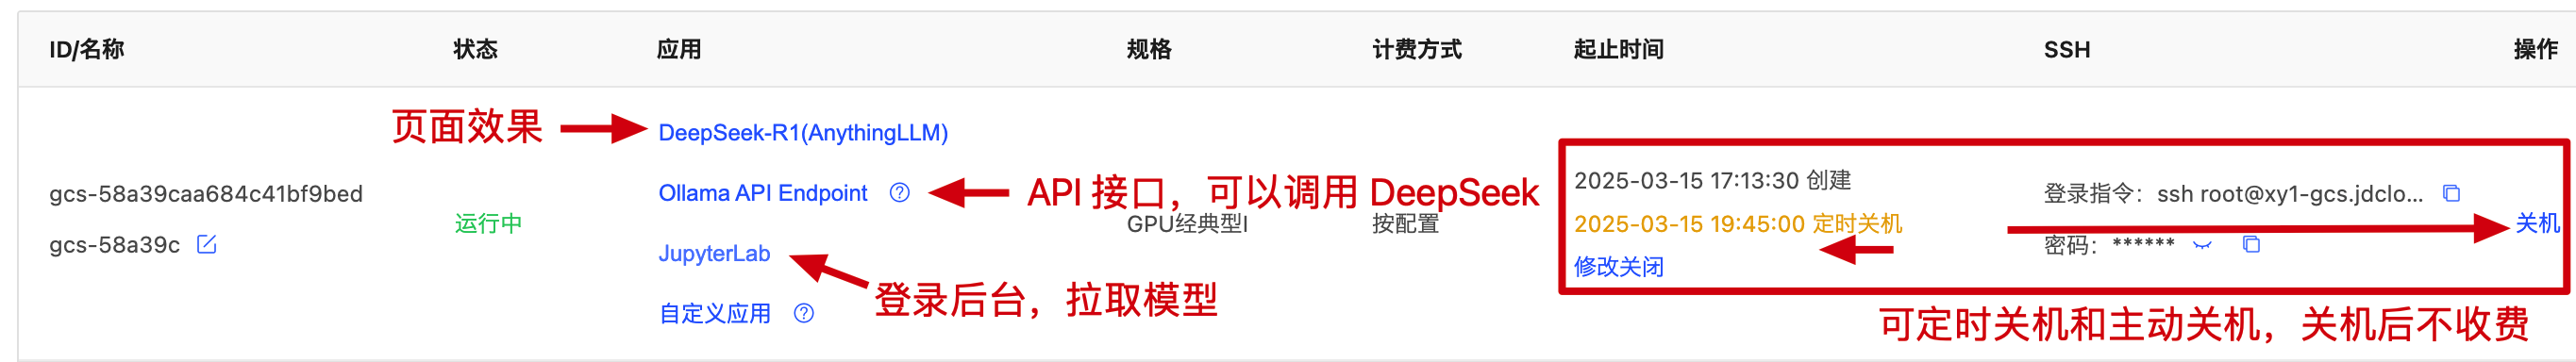 ID/名称 状态 应用 规格 计费方式 起止时间 SSH 操作
页面效果
DeepSeek-R1(AnythingLLM)
gcs-58a39caa684c41bf9bed
gcs-58a39c
运行中
Ollama API Endpoint
API 接口，可以调用 DeepSeek
JupyterLab
登录后台，拉取模型
自定义应用
GPU经典型I
按配置
2025-03-15 17:13:30 创建
2025-03-15 19:45:00 定时关机
修改关闭
登录指令：ssh root@xy1-gcs.jdclo...
密码：******
关机
可定时关机和主动关机，关机后不收费